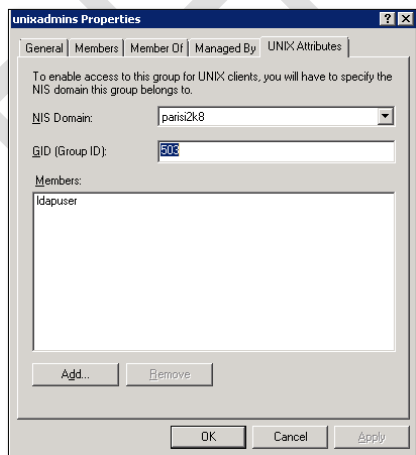 unixadmins Properties
General Members Member Of Managed By UNIX Attributes
To enable access to this group for UNIX clients, you will have to specify the
NIS domain this group belongs to.
NIS Domain: parisi2k8
GID (Group ID): 503
Members:
ldapuser
Add... Remove
OK Cancel Apply